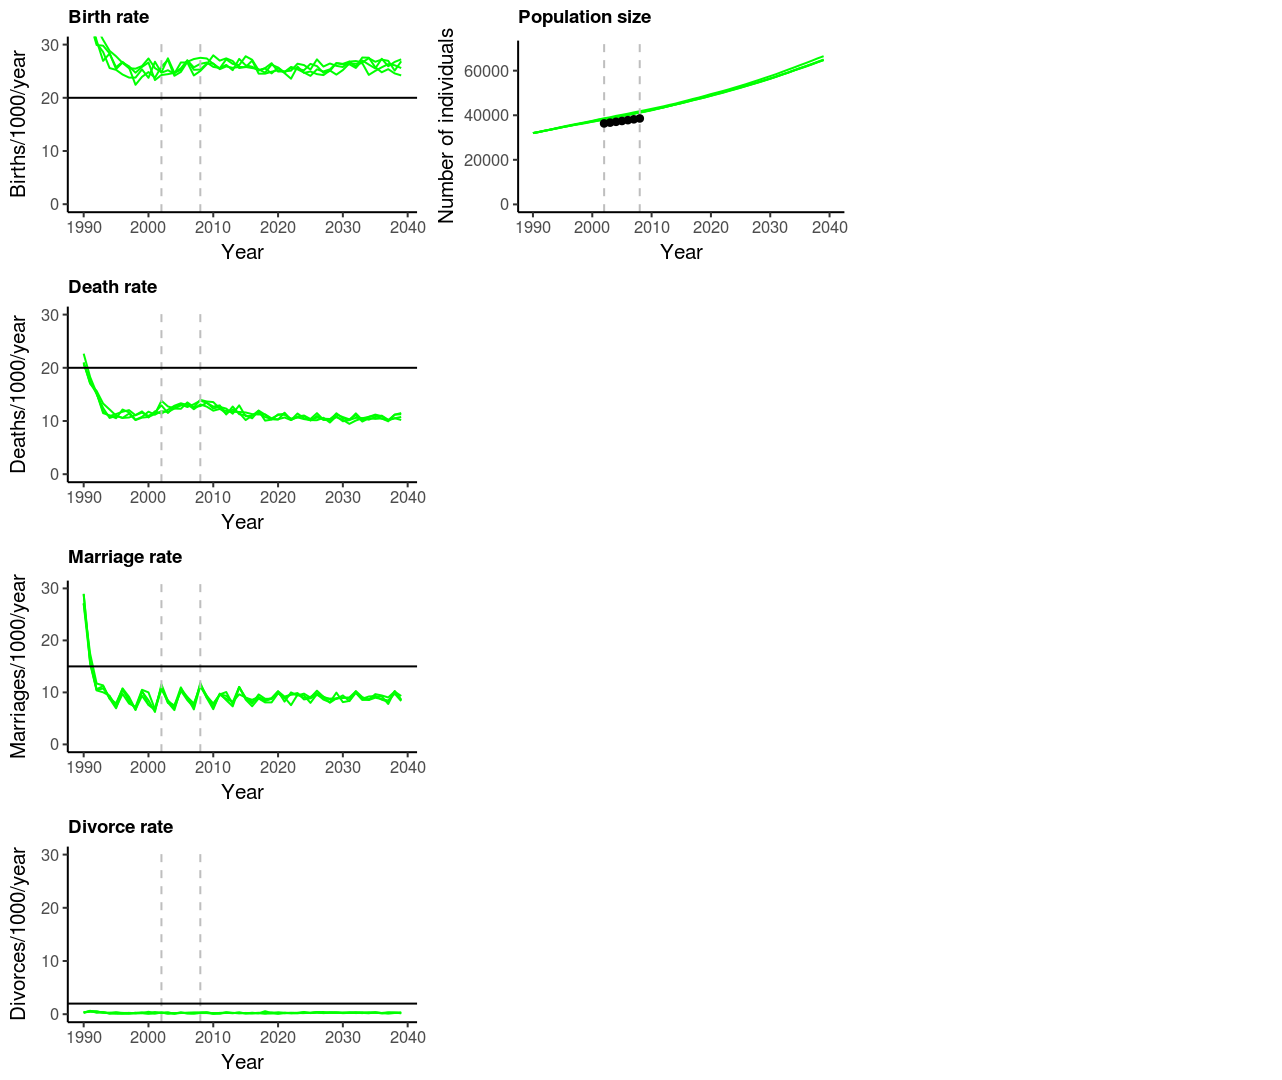 Birth rate
Births/1000/year
30
20
10
0
1990 2000 2010 2020 2030 2040
Year
Population size
Number of individuals
60000
40000
20000
0
1990 2000 2010 2020 2030 2040
Year
Death rate
Deaths/1000/year
30
20
10
0
1990 2000 2010 2020 2030 2040
Year
Marriage rate
Marriages/1000/year
30
20
10
0
1990 2000 2010 2020 2030 2040
Year
Divorce rate
Divorces/1000/year
30
20
10
0
1990 2000 2010 2020 2030 2040
Year